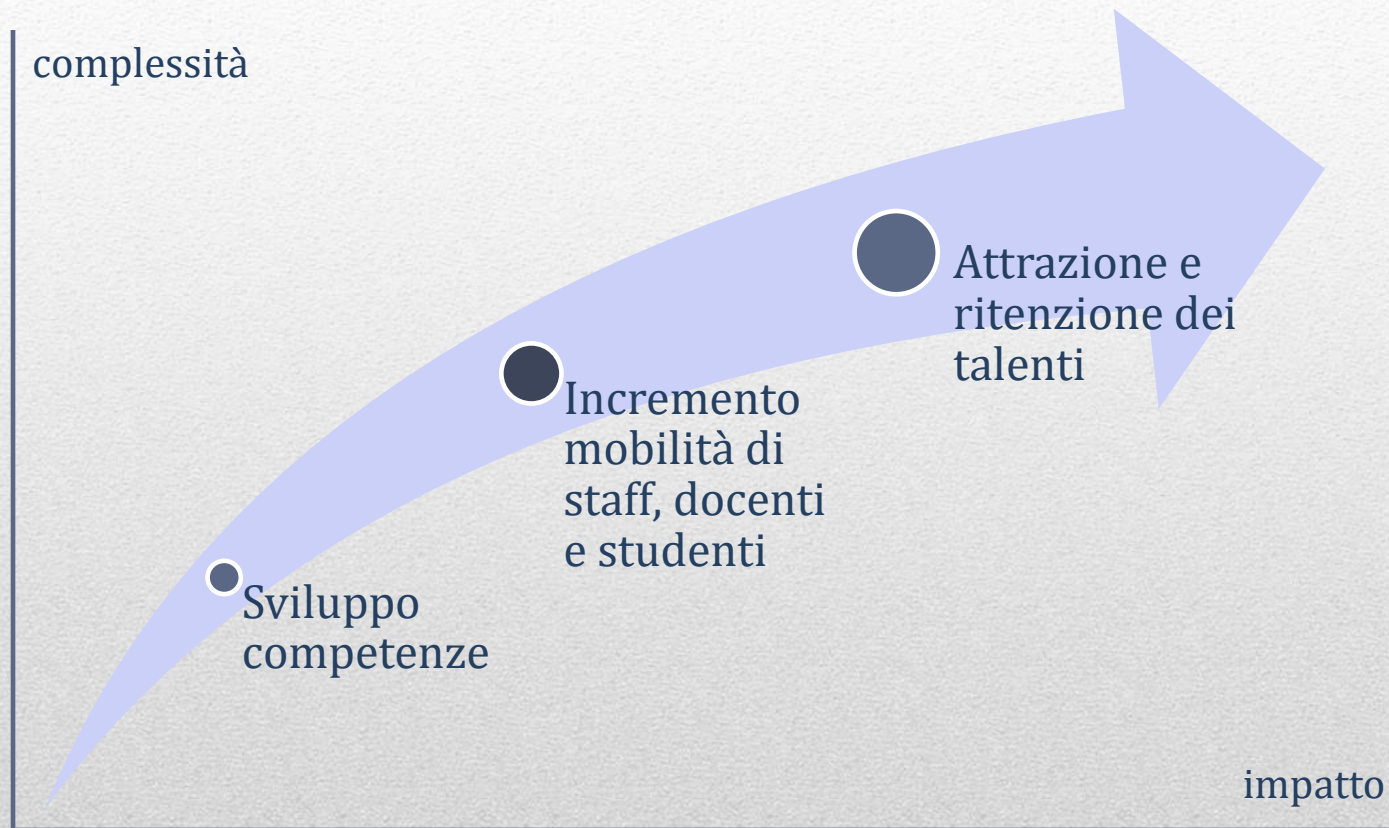 complessità
Attrazione e
ritenzione dei
talenti
Incremento
mobilità di
staff, docenti
e studenti
Sviluppo
competenze
impatto